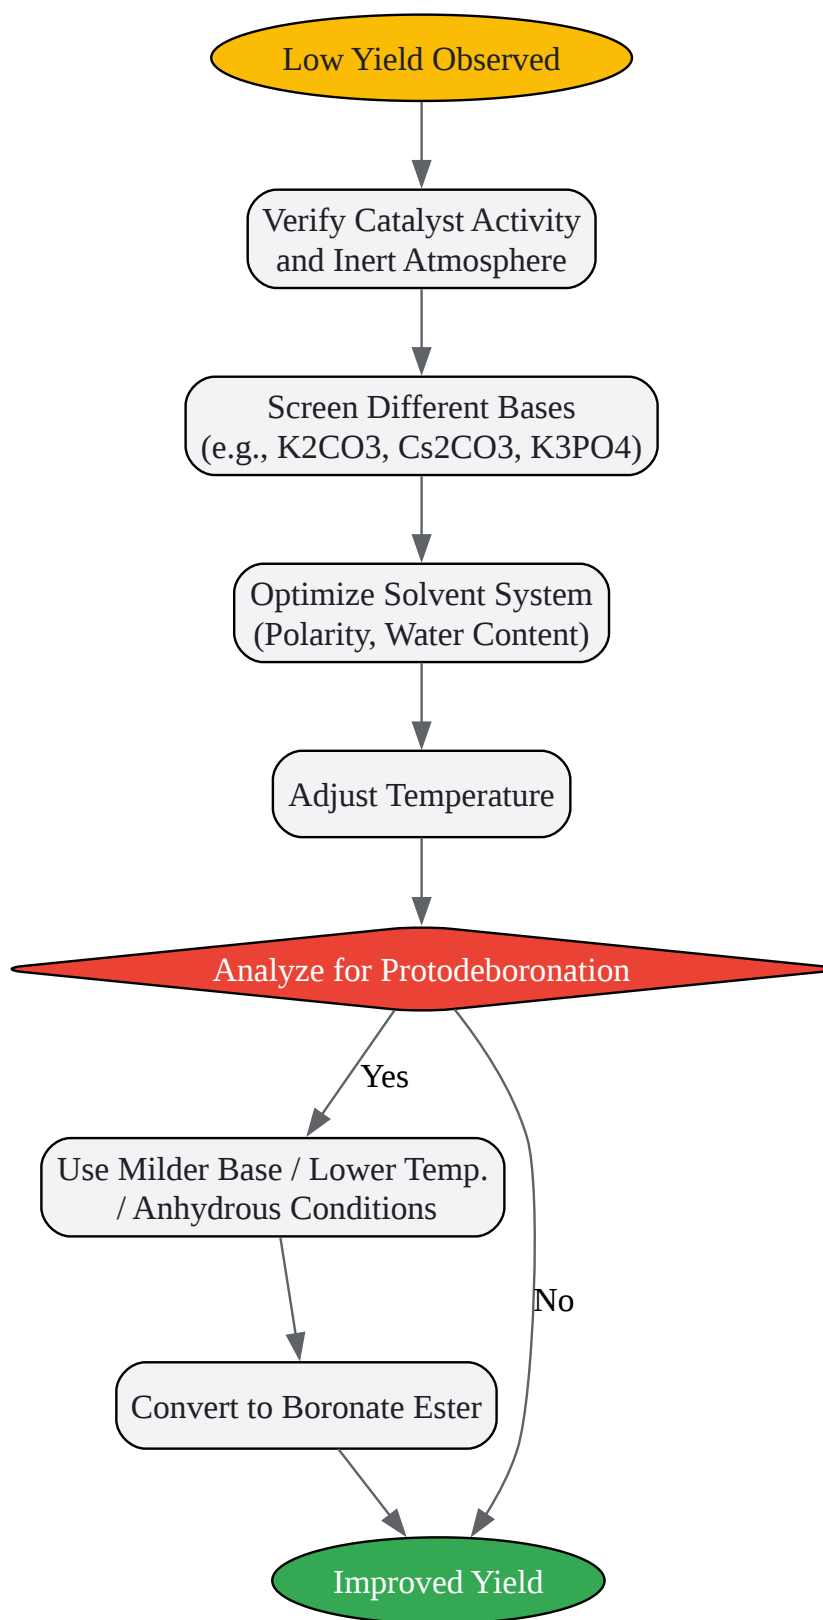 Low Yield Observed
Verify Catalyst Activity
and Inert Atmosphere
Screen Different Bases
(e.g., K2CO3, Cs2CO3, K3PO4)
Optimize Solvent System
(Polarity, Water Content)
Adjust Temperature
Analyze for Protodeboronation
Yes
Use Milder Base / Lower Temp.
/ Anhydrous Conditions
No
Convert to Boronate Ester
Improved Yield